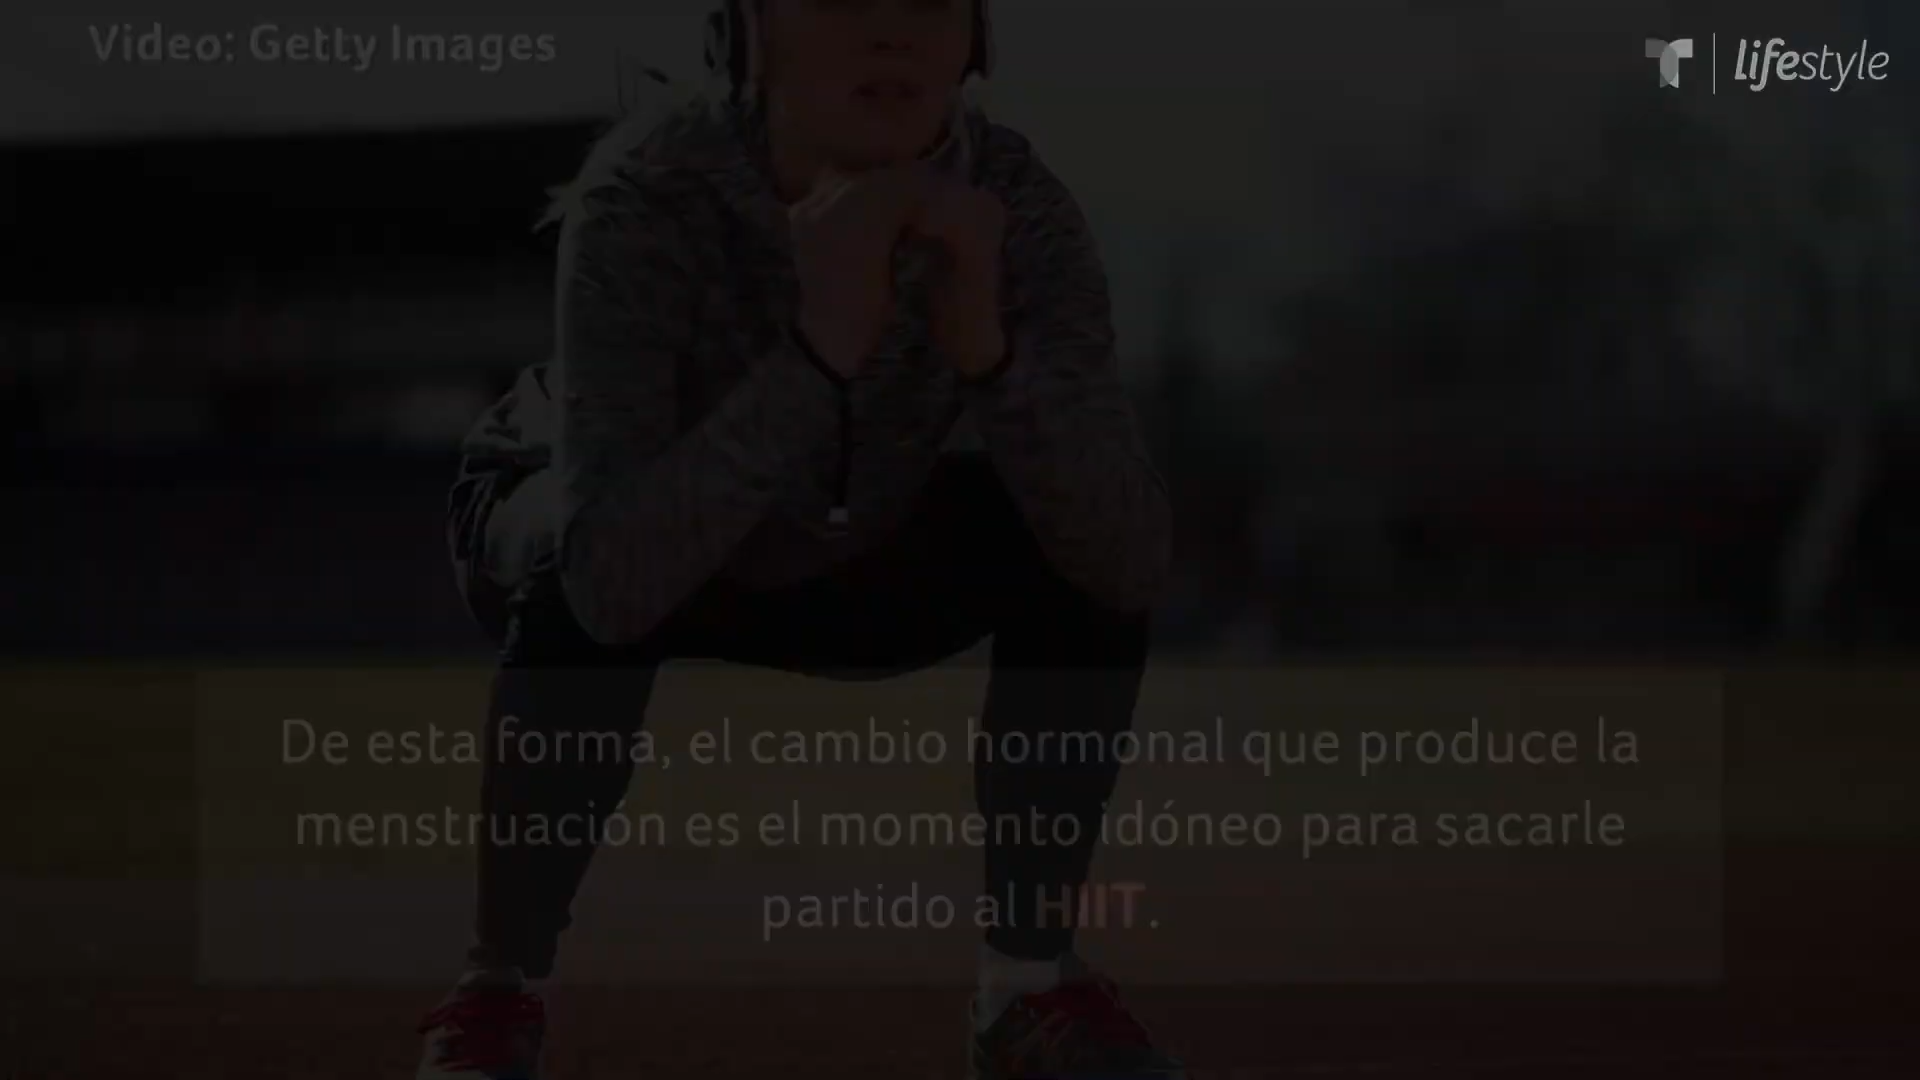 Video: Getty Images
lifestyle
De esta forma, el cambio hormonal que produce la
menstruación es el momento idóneo para sacarle
partido al HIIT.